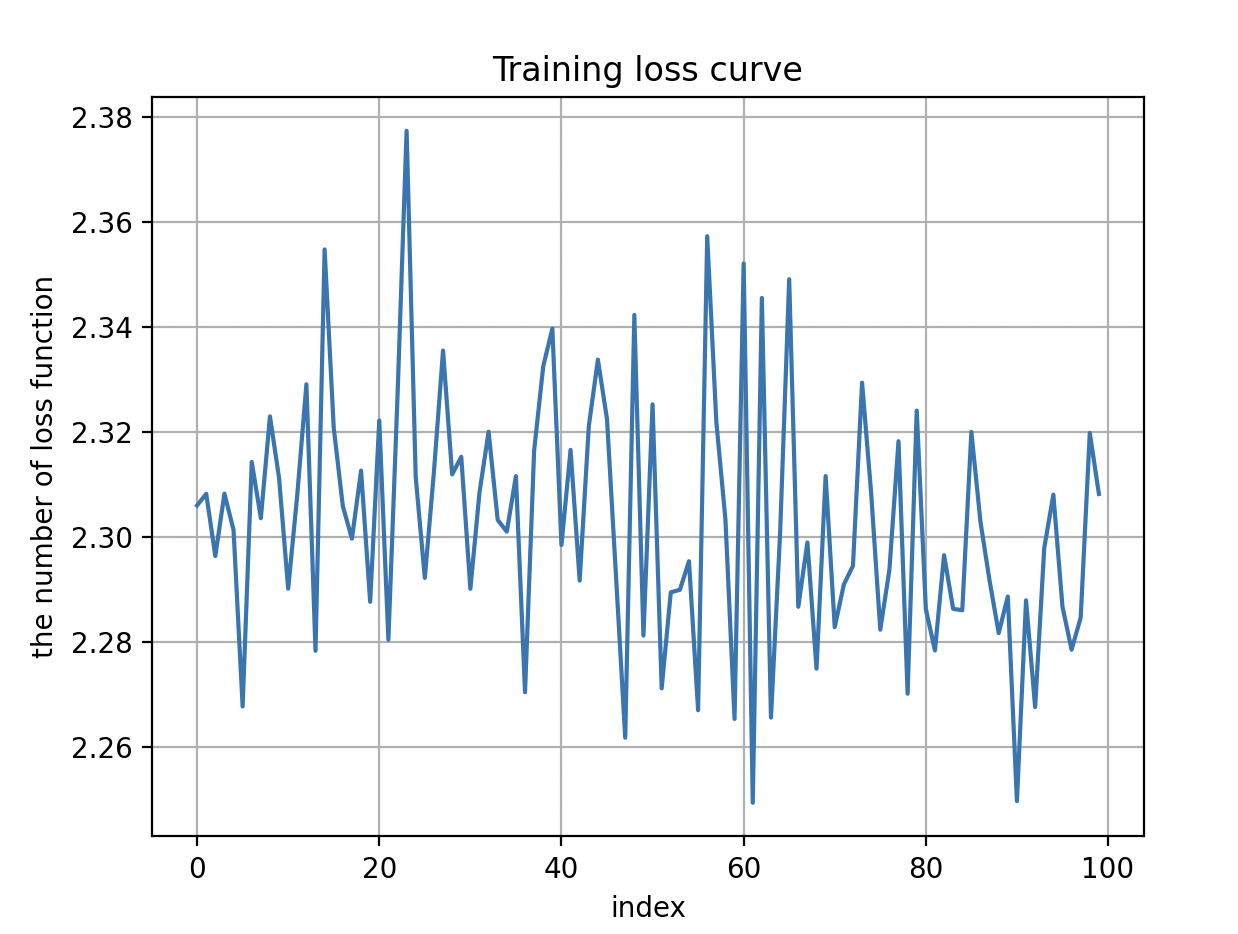 Training loss curve
2.38
2.36
2.34
2.32
2.30
2.28
2.26
the number of loss function
0 20 40 60 80 100
index